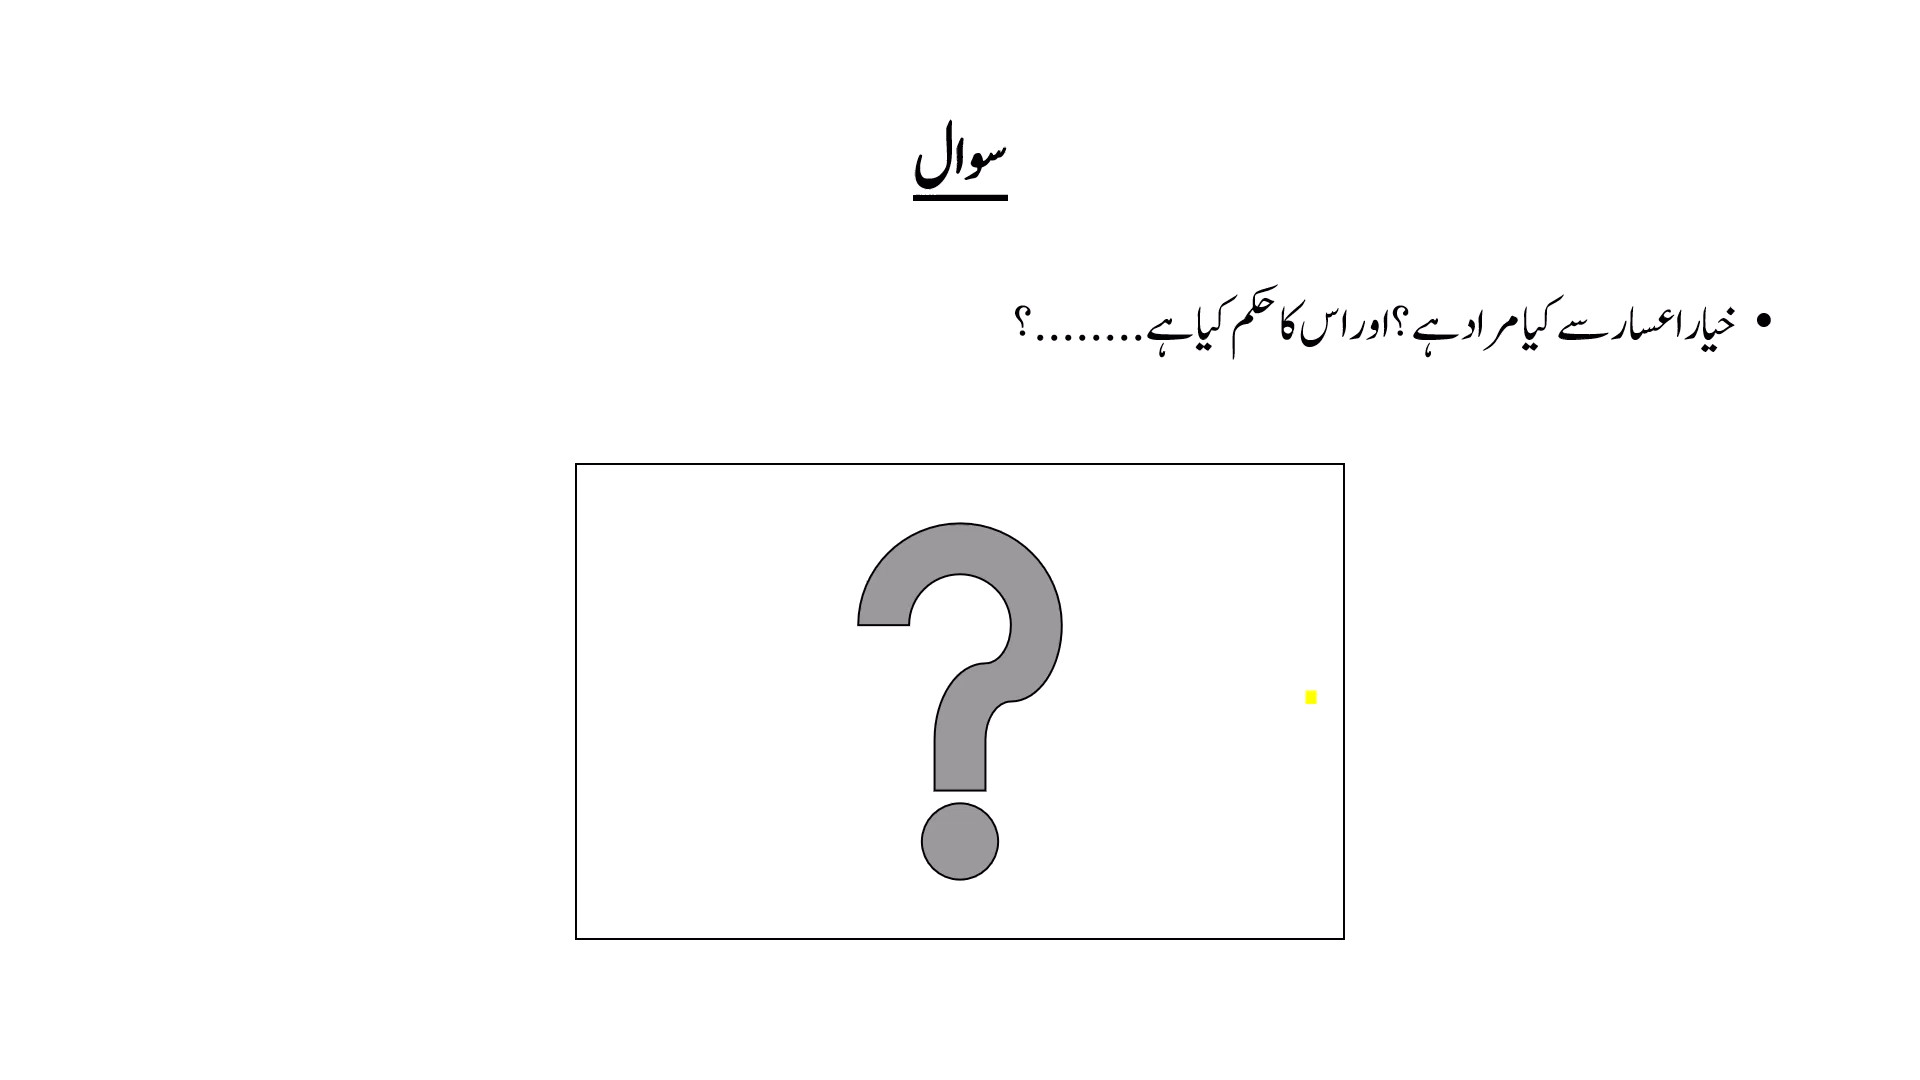 سوال
• خیار اعسار سے کیا مراد ہے؟ اور اس کا حکم کیا ہے........؟